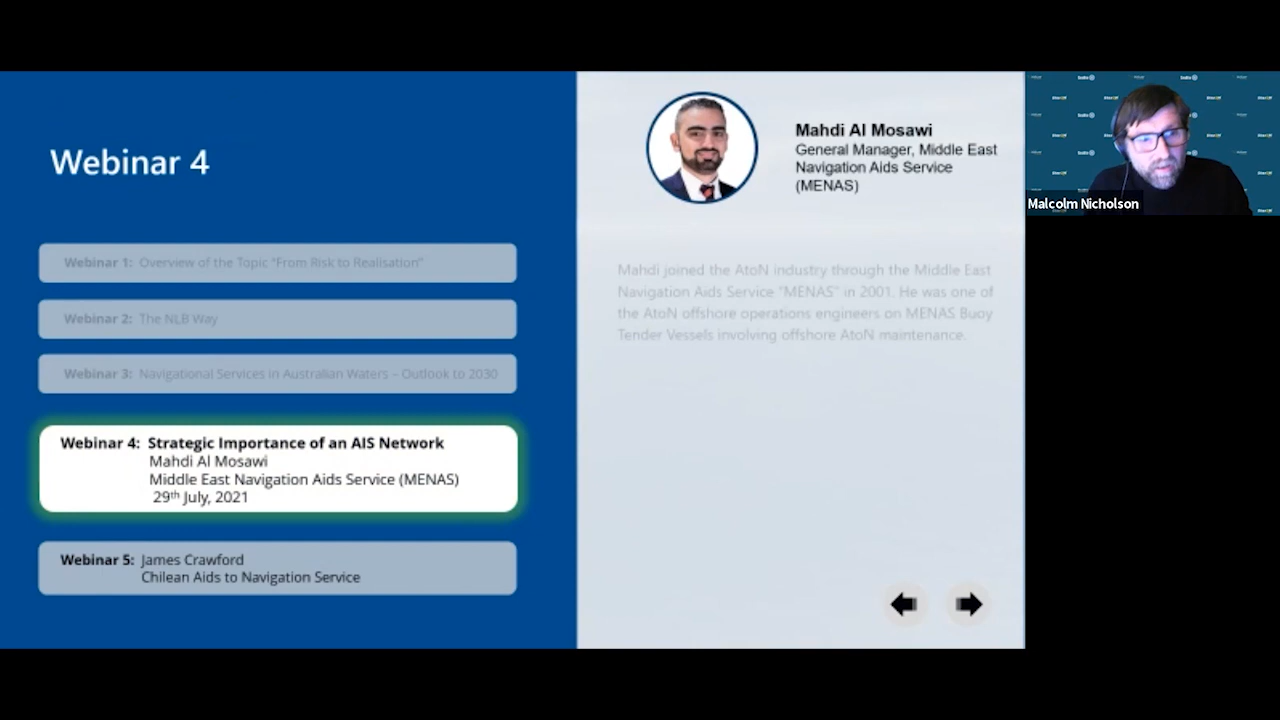 Webinar 4
Webinar 1: Overview of the Topic "From Risk to Realisation"
Webinar 2: The NLB Way
Webinar 3: Navigational Services in Australian Waters – Outlook to 2030
Webinar 4: Strategic Importance of an AIS Network
Mahdi Al Mosawi
Middle East Navigation Aids Service (MENAS)
29th July, 2021
Webinar 5: James Crawford
Chilean Aids to Navigation Service
Mahdi Al Mosawi
General Manager, Middle East
Navigation Aids Service
(MENAS)
Mahdi joined the AtoN industry through the Middle East
Navigation Aids Service "MENAS" in 2001. He was one of
the AtoN offshore operations engineers on MENAS Buoy
Tender Vessels involving offshore AtoN maintenance.
Malcolm Nicholson